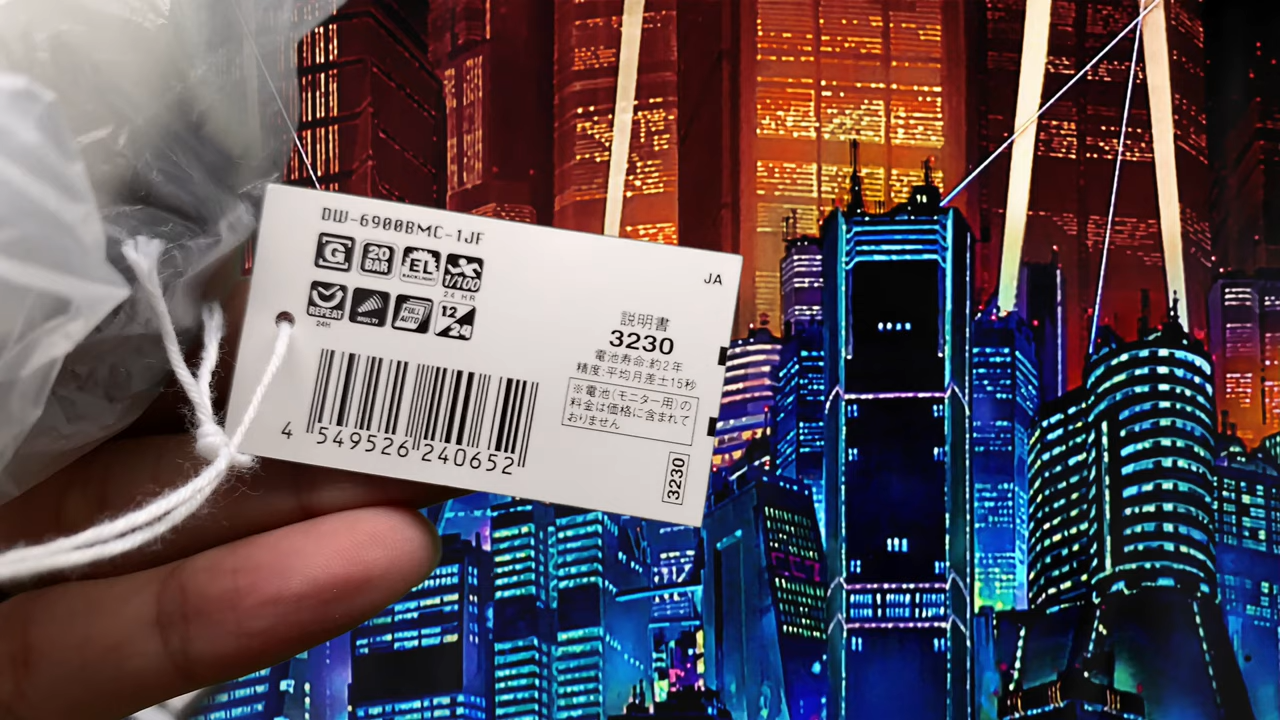 DW-6900BMC-1JF
JA
G
20
BAR
EL
BACKLIGHT
1/100
24 HR
REPEAT
24H
MULTI
FULL
AUTO
12/24
説明書
3230
電池寿命:約2年
精度:平均月差±15秒
※電池(モニター用)の
料金は価格に含まれて
おりません
4 549526 240652
3230